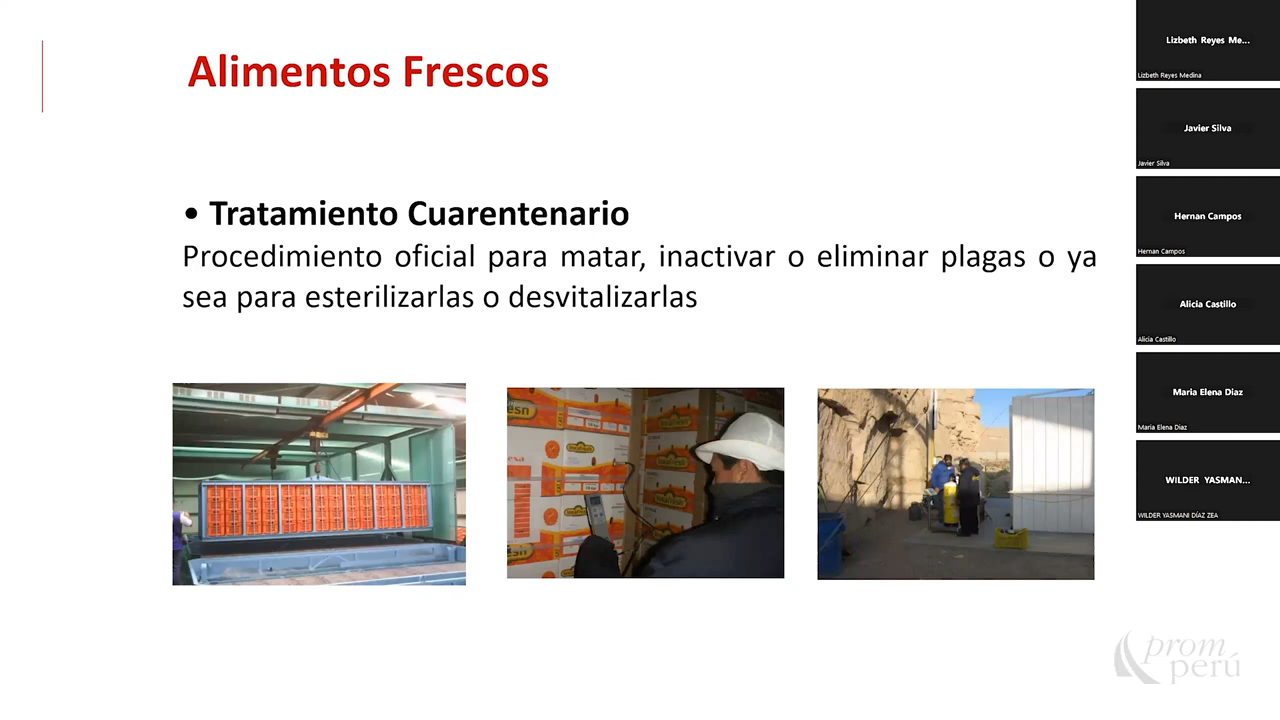 Alimentos Frescos
• Tratamiento Cuarentenario
Procedimiento oficial para matar, inactivar o eliminar plagas o ya
sea para esterilizarlas o desvitalizarlas
Lizbeth Reyes Me...
Lizbeth Reyes Medina
Javier Silva
Javier Silva
Hernan Campos
Hernan Campos
Alicia Castillo
Alicia Castillo
Maria Elena Diaz
Maria Elena Diaz
WILDER YASMAN...
WILDER YASMANI DÍAZ ZEA
prom
perú